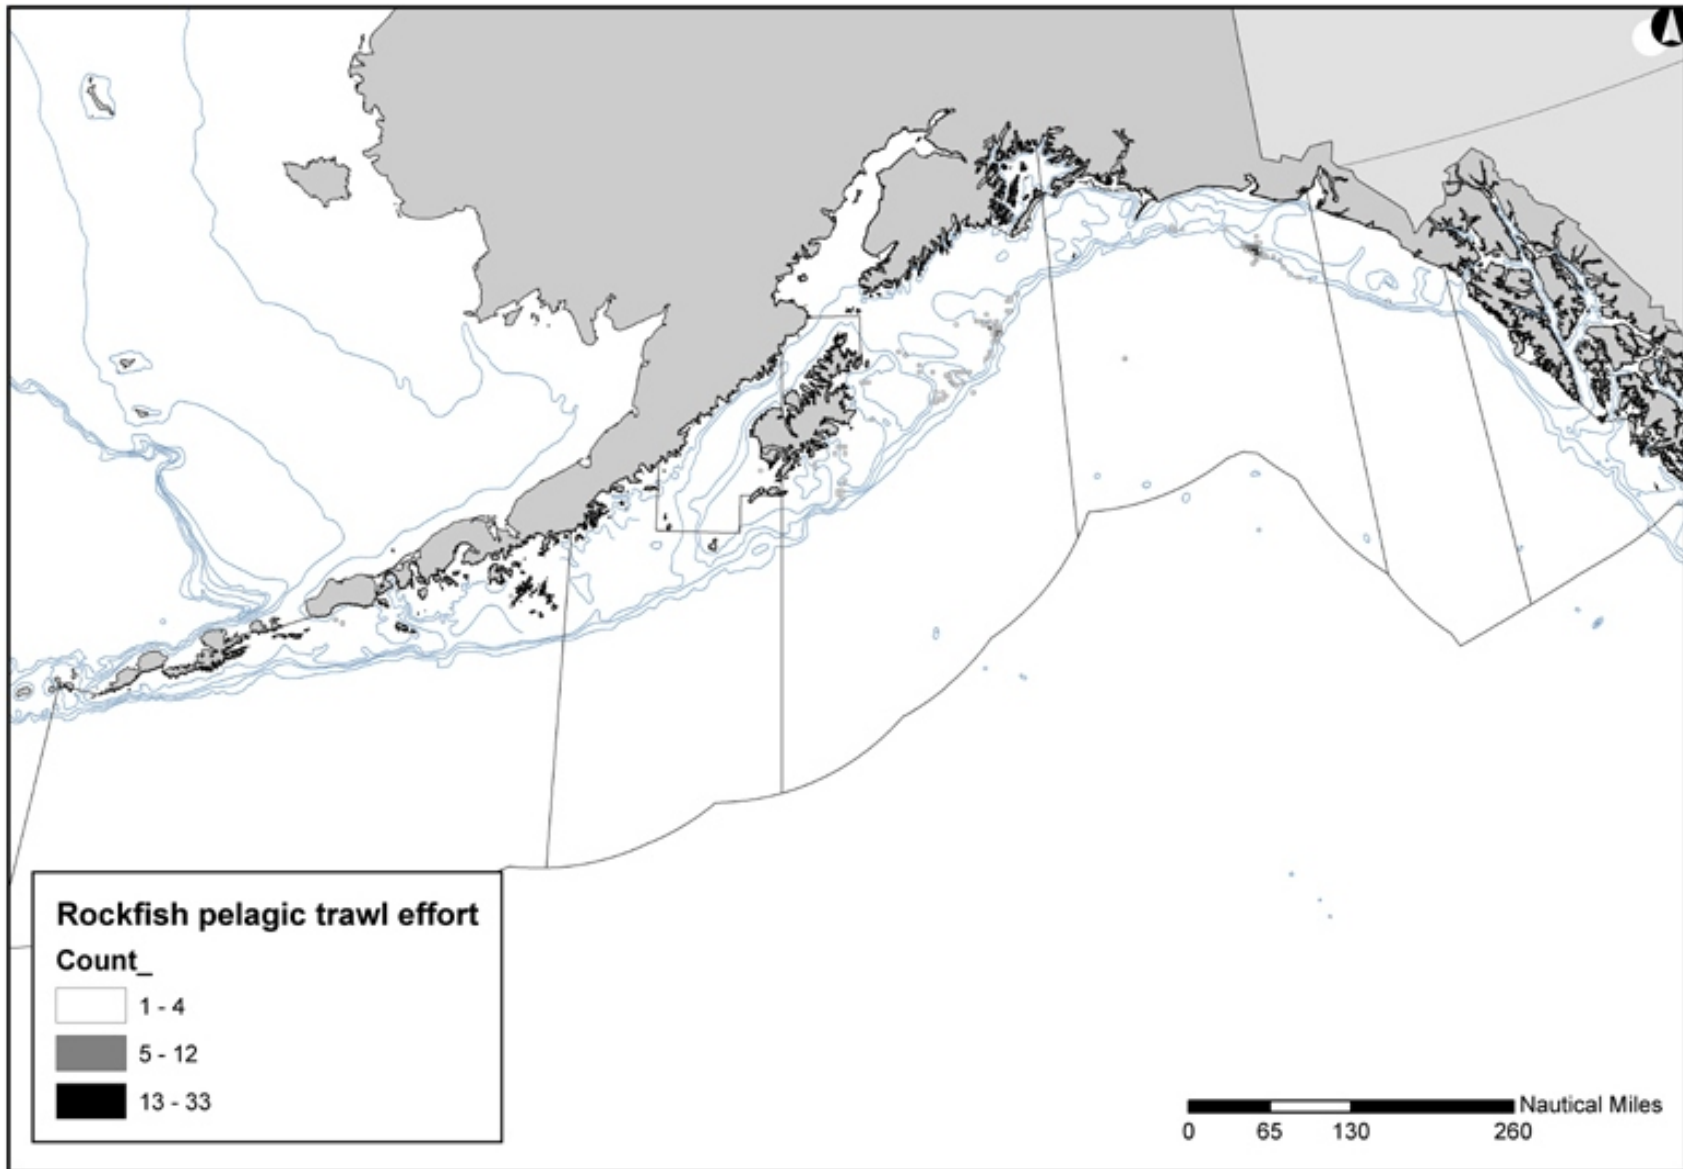 Rockfish pelagic trawl effort
Count_
1 - 4
5 - 12
13 - 33
Nautical Miles
0 65 130 260